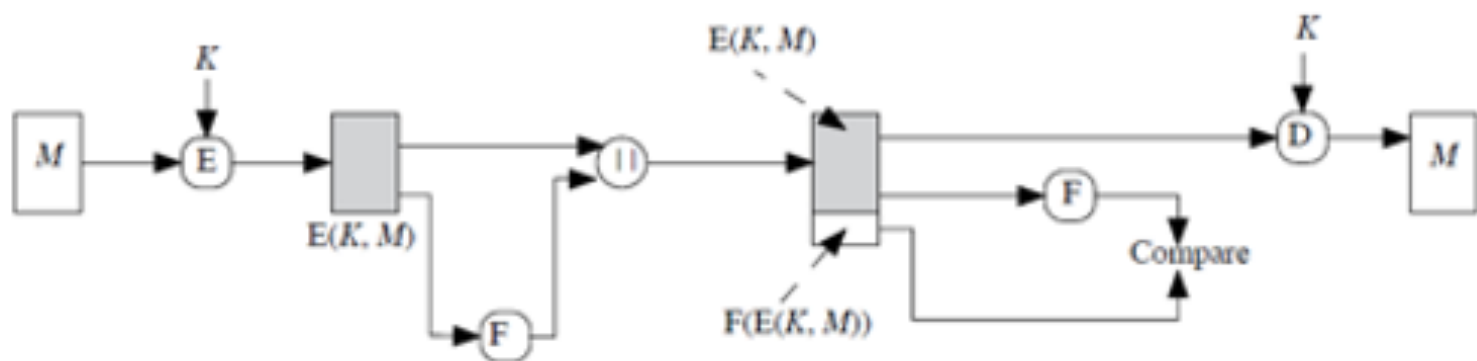 M
K
E
E(K, M)
F
||
E(K, M)
F(E(K, M))
F
Compare
K
D
M